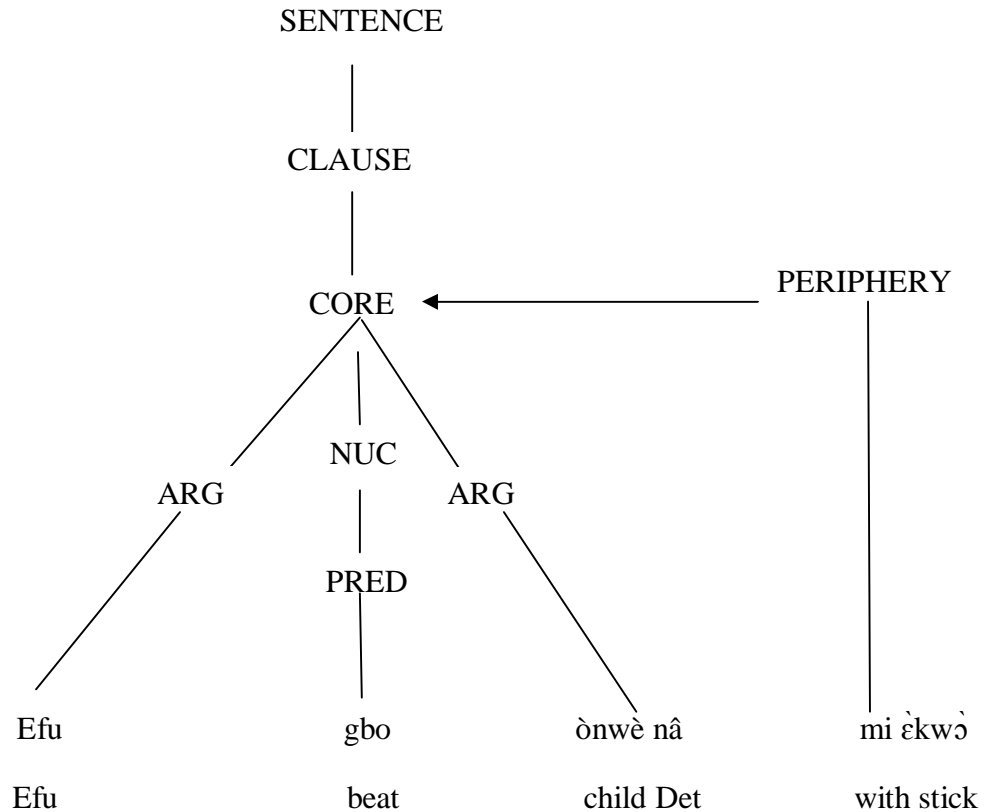 SENTENCE
CLAUSE
CORE
PERIPHERY
NUC
ARG ARG
PRED
Efu gbo ònwè nâ mi ɛ̀kwɔ̀
Efu beat child Det with stick